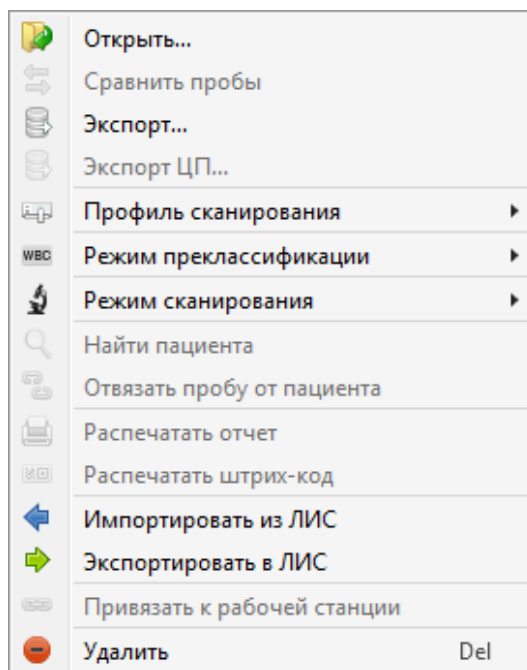 Открыть...
Сравнить пробы
Экспорт...
Экспорт ЦП...
Профиль сканирования
WBC Режим преклассификации
Режим сканирования
Найти пациента
Отвязать пробу от пациента
Распечатать отчет
Распечатать штрих-код
Импортировать из ЛИС
Экспортировать в ЛИС
Привязать к рабочей станции
Удалить Del